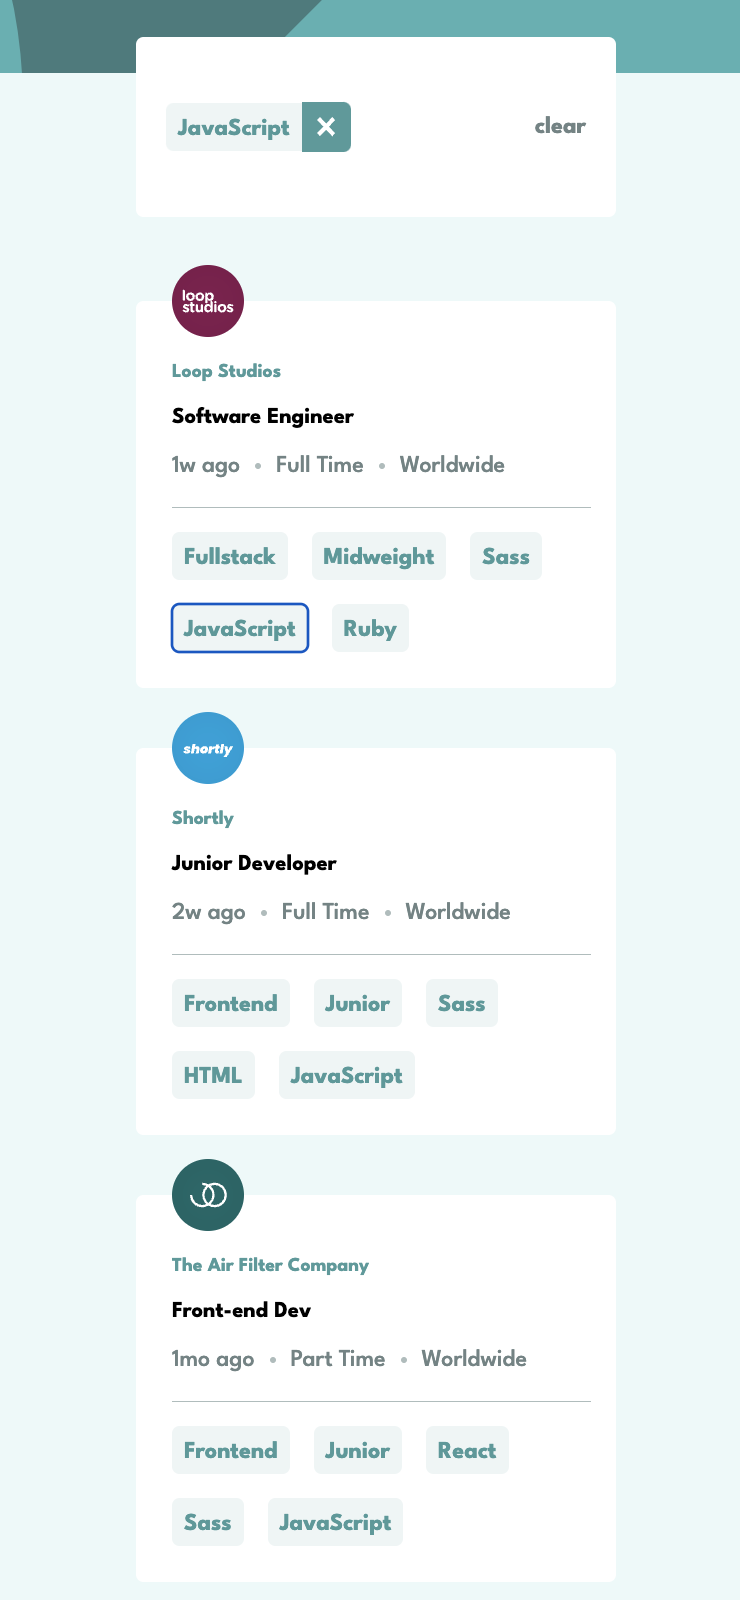 JavaScript clear
loop
studios
Loop Studios
Software Engineer
1w ago • Full Time • Worldwide
Fullstack Midweight Sass
JavaScript Ruby
shortly
Shortly
Junior Developer
2w ago • Full Time • Worldwide
Frontend Junior Sass
HTML JavaScript
The Air Filter Company
Front-end Dev
1mo ago • Part Time • Worldwide
Frontend Junior React
Sass JavaScript